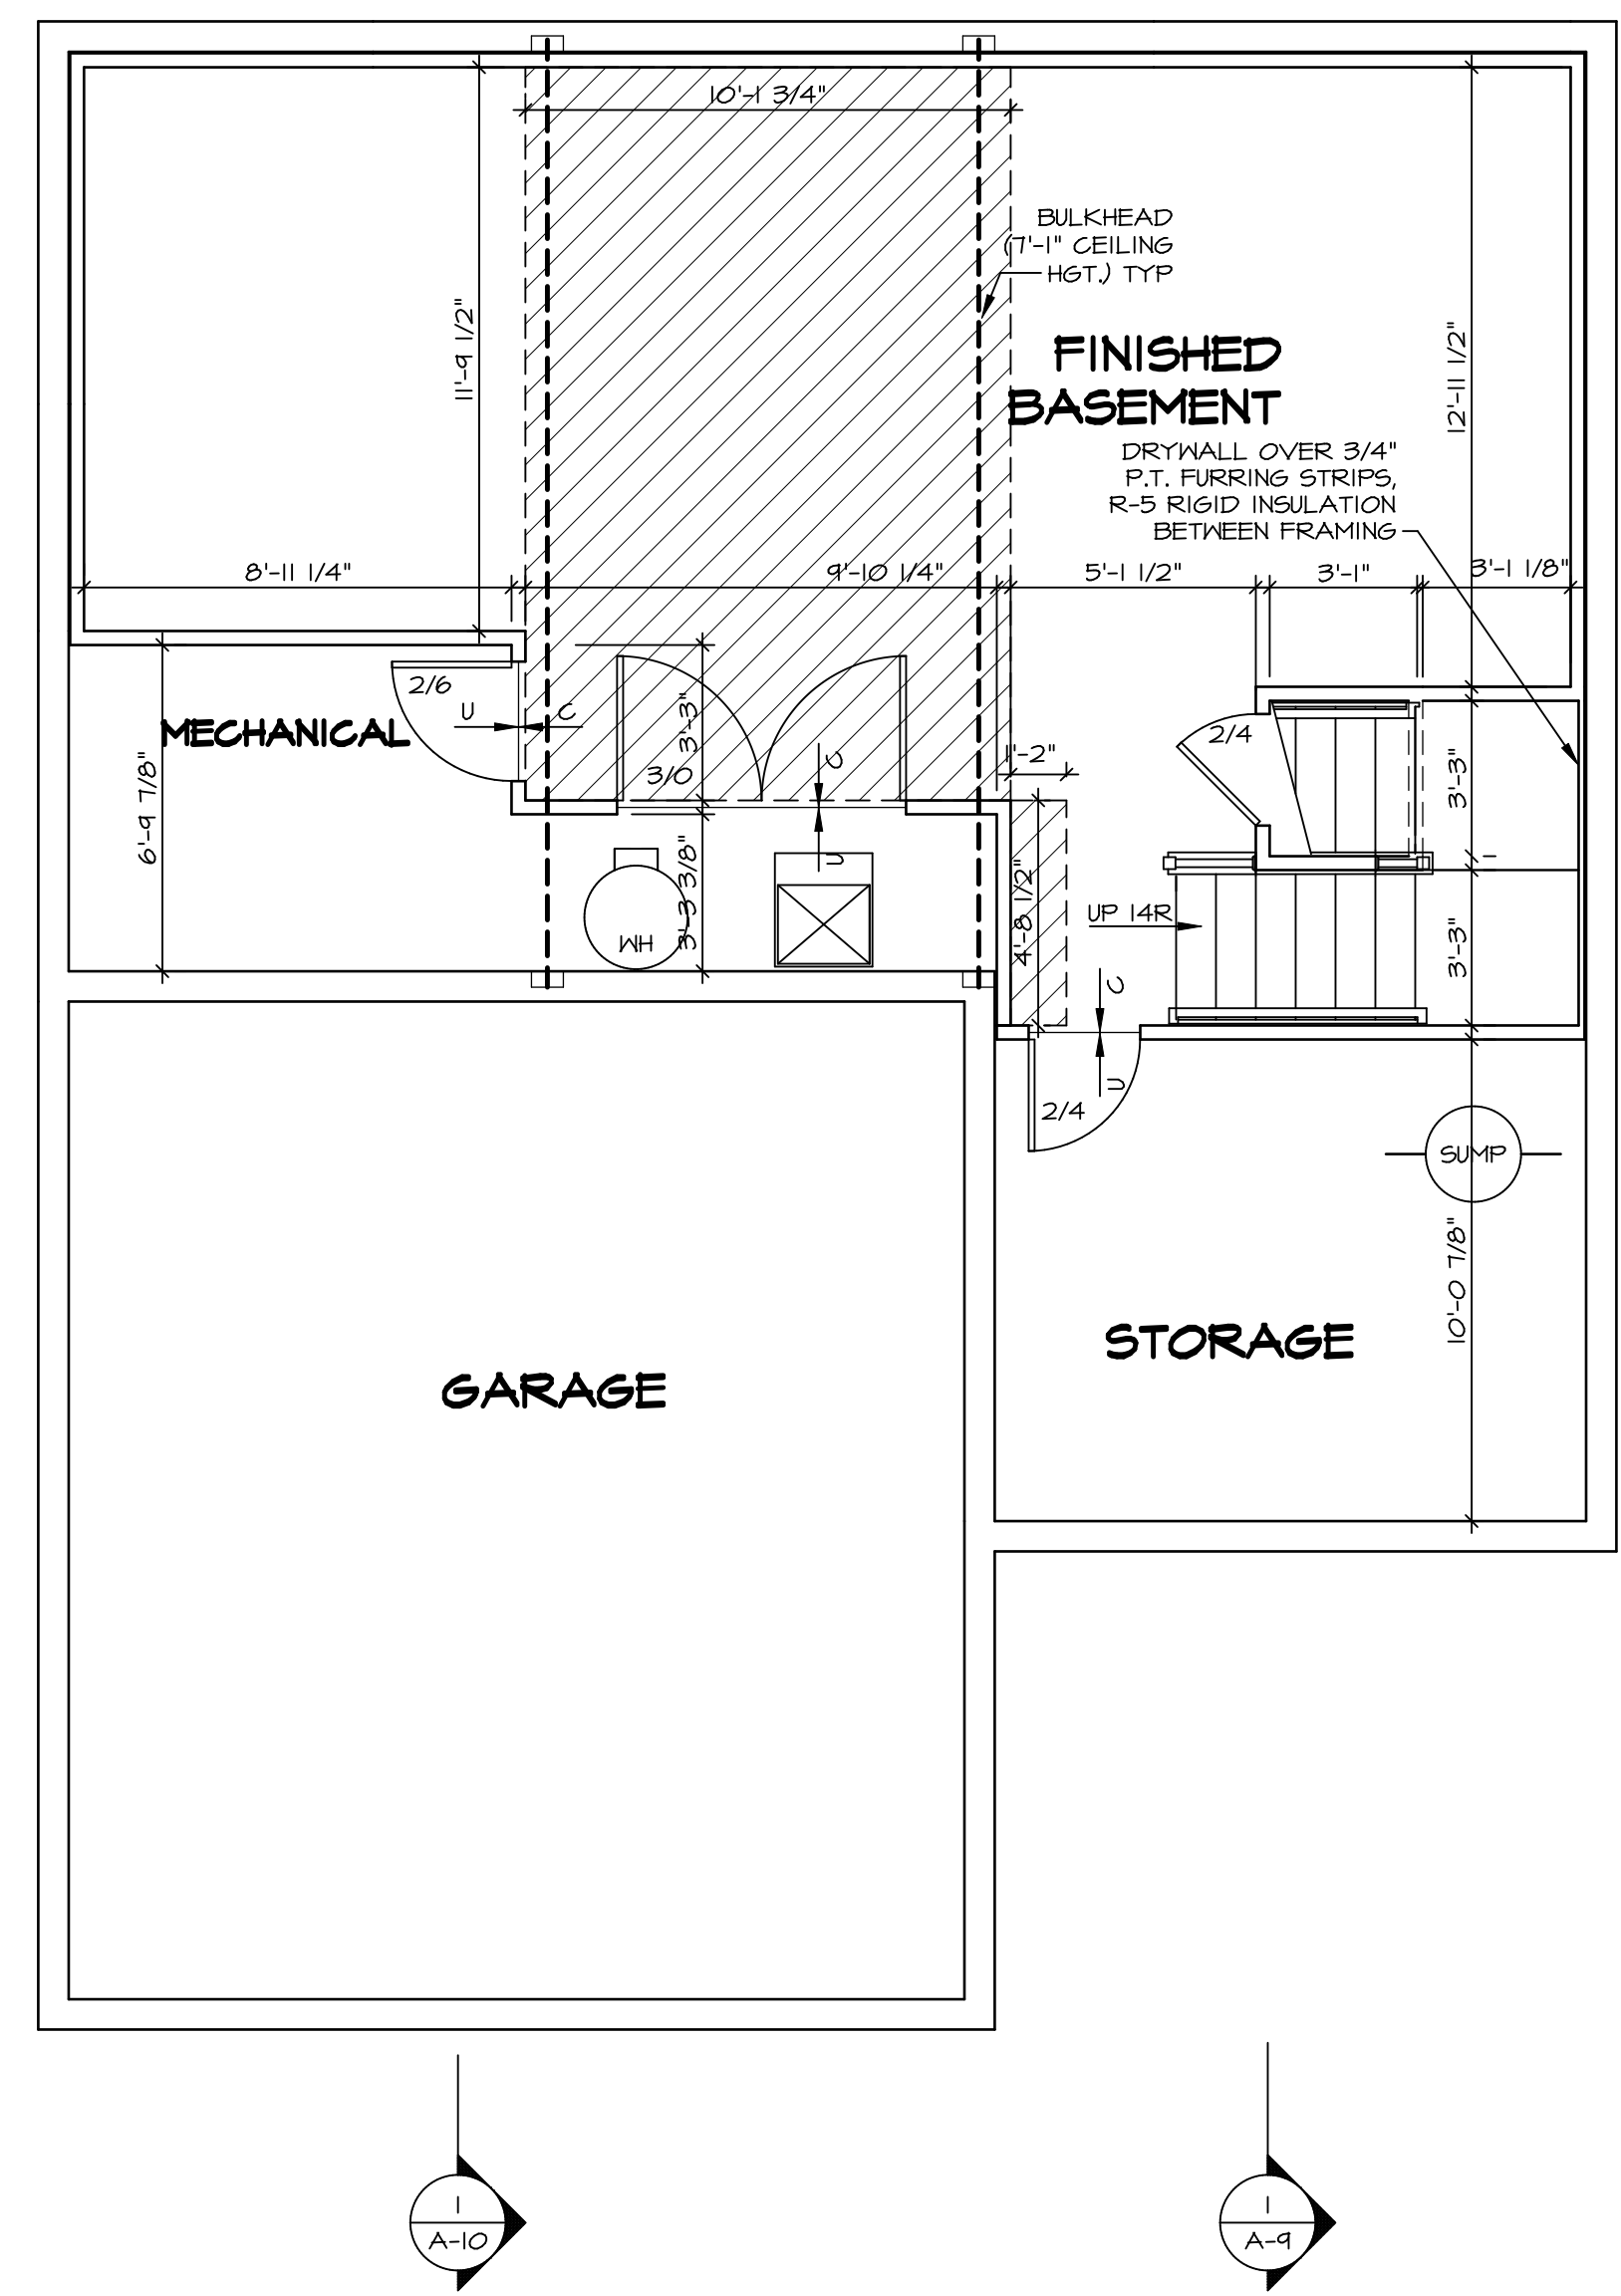 10'-1 3/4"
BULKHEAD
(7'-1" CEILING
HGT.) TYP
11'-9 1/2"
12'-11 1/2"
FINISHED
BASEMENT
DRYWALL OVER 3/4"
P.T. FURRING STRIPS,
R-5 RIGID INSULATION
BETWEEN FRAMING
8'-11 1/4"
9'-10 1/4"
5'-1 1/2"
3'-1"
3'-1 1/8"
2/6
U
C
MECHANICAL
6'-9 7/8"
3'-3"
3/0
C
U
1'-2"
2/4
3'-3"
WH
3'-3 3/8"
4'-8 1/2"
UP 14R
3'-3"
C
U
2/4
SUMP
10'-0 7/8"
STORAGE
GARAGE
1
A-10
1
A-9